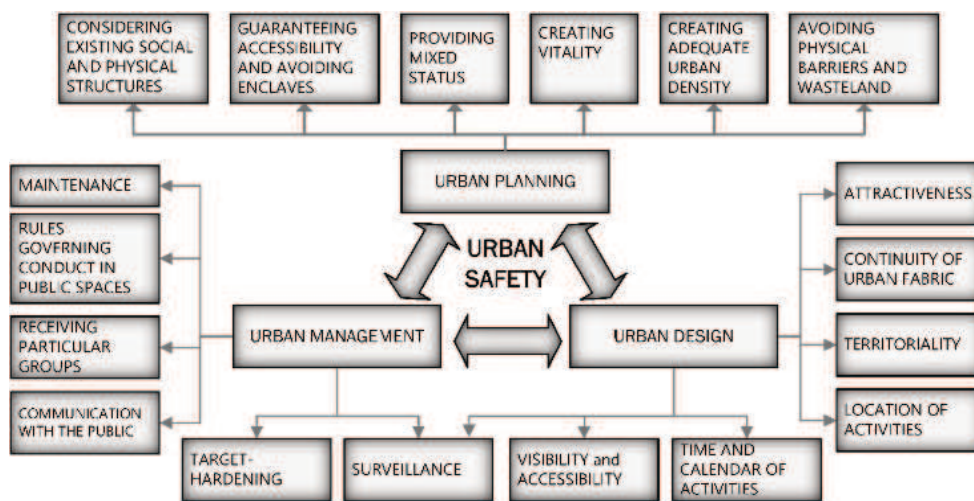 CONSIDERING
EXISTING SOCIAL
AND PHYSICAL
STRUCTURES
GUARANTEEING
ACCESSIBILITY
AND AVOIDING
ENCLAVES
PROVIDING
MIXED
STATUS
CREATING
VITALITY
CREATING
ADEQUATE
URBAN
DENSITY
AVOIDING
PHYSICAL
BARRIERS AND
WASTELAND
URBAN PLANNING
MAINTENANCE
RULES
GOVERNING
CONDUCT IN
PUBLIC SPACES
RECEIVING
PARTICULAR
GROUPS
COMMUNICATION
WITH THE PUBLIC
URBAN
SAFETY
URBAN MANAGEMENT
URBAN DESIGN
ATTRACTIVENESS
CONTINUITY OF
URBAN FABRIC
TERRITORIALITY
LOCATION OF
ACTIVITIES
TARGET-
HARDENING
SURVEILLANCE
VISIBILITY and
ACCESSIBILITY
TIME AND
CALENDAR OF
ACTIVITIES